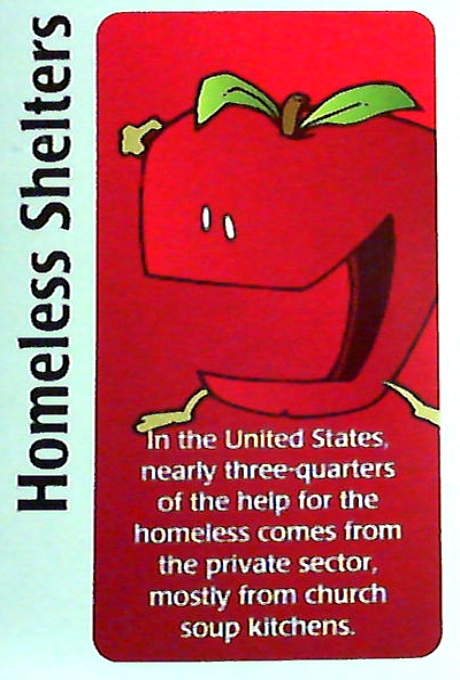 Homeless Shelters
In the United States,
nearly three-quarters
of the help for the
homeless comes from
the private sector,
mostly from church
soup kitchens.